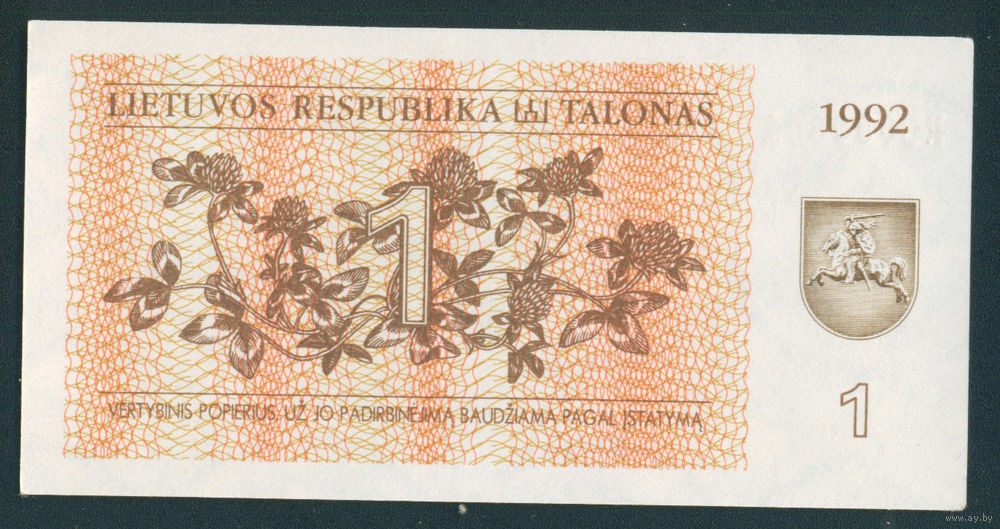 LIETUVOS RESPUBLIKA TALONAS
1992
1
1
VERTYBINIS POPIERIUS, UŽ JO PADIRBINĖJIMĄ BAUDŽIAMA PAGAL ĮSTATYMĄ
www.ay.by